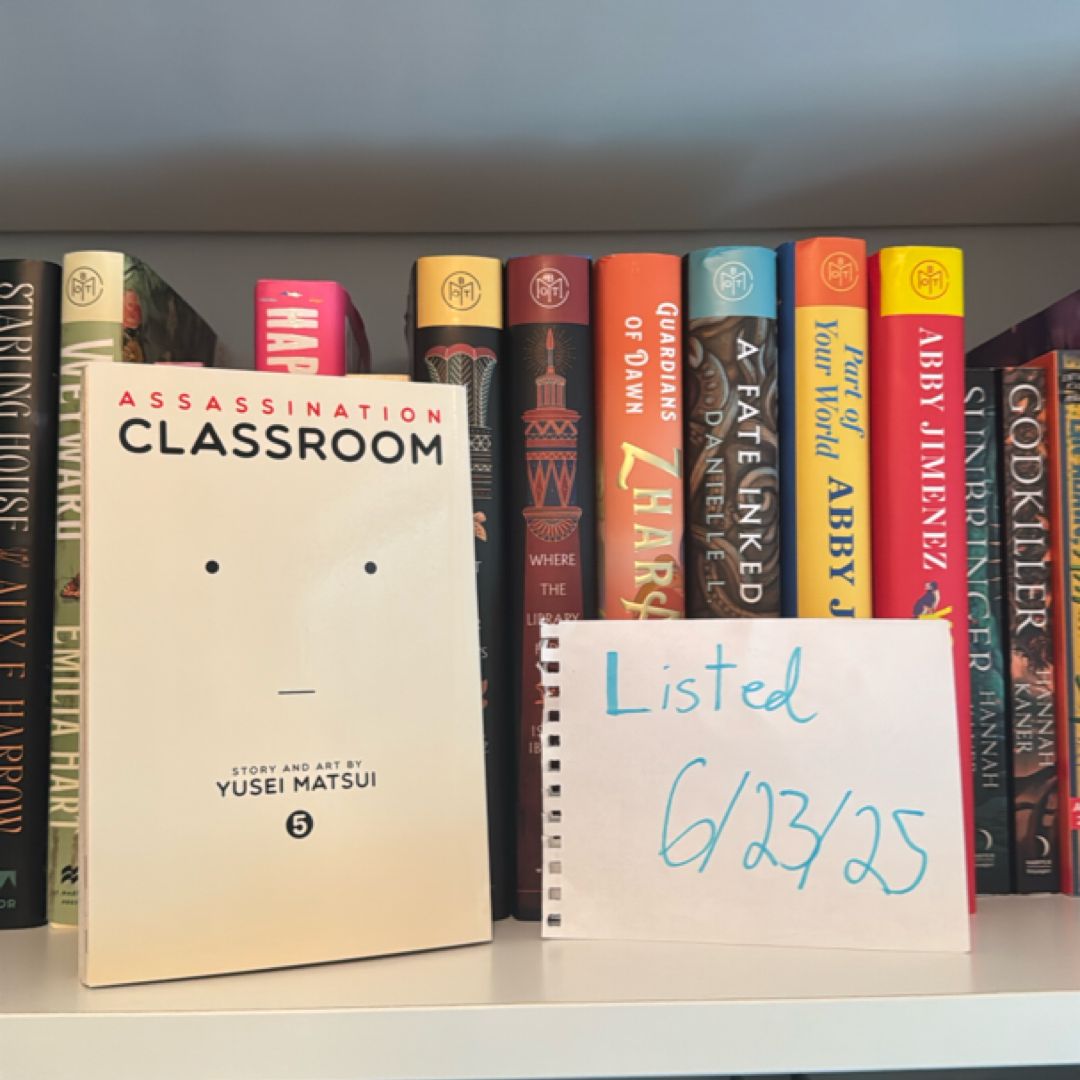 STARLING HOUSE
ALIX E HARROW
WEYWARD
EMILIA HART
HAP
ASSASSINATION
CLASSROOM
STORY AND ART BY
YUSEI MATSUI
5
WHERE
THE
LIBRARY
GUARDIANS
OF DAWN
ZHARA
A FATE INKED
DANIELLE L.
Part of
Your World
ABBY J
ABBY JIMENEZ
SUNBRINGER
HANNAH
GODKILLER
HANNAH
KANER
Listed
6/23/25